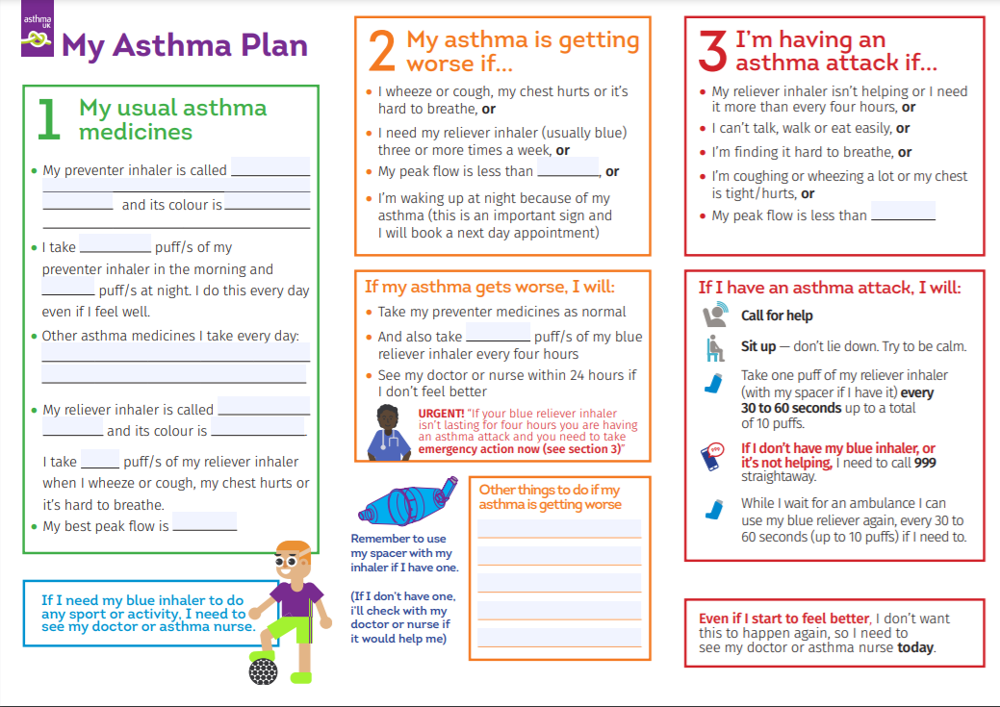 asthma
UK
My Asthma Plan
1 My usual asthma
medicines
• My preventer inhaler is called
and its colour is
• I take puff/s of my
preventer inhaler in the morning and
puff/s at night. I do this every day
even if I feel well.
• Other asthma medicines I take every day:
• My reliever inhaler is called
and its colour is
I take puff/s of my reliever inhaler
when I wheeze or cough, my chest hurts or
it's hard to breathe.
• My best peak flow is
If I need my blue inhaler to do
any sport or activity, I need to
see my doctor or asthma nurse.
2 My asthma is getting
worse if...
• I wheeze or cough, my chest hurts or it's
hard to breathe, or
• I need my reliever inhaler (usually blue)
three or more times a week, or
• My peak flow is less than , or
• I'm waking up at night because of my
asthma (this is an important sign and
I will book a next day appointment)
If my asthma gets worse, I will:
• Take my preventer medicines as normal
• And also take puff/s of my blue
reliever inhaler every four hours
• See my doctor or nurse within 24 hours if
I don't feel better
URGENT! "If your blue reliever inhaler
isn't lasting for four hours you are having
an asthma attack and you need to take
emergency action now (see section 3)"
Remember to use
my spacer with my
inhaler if I have one.
(If I don't have one,
i'll check with my
doctor or nurse if
it would help me)
Other things to do if my
asthma is getting worse
3 I'm having an
asthma attack if...
• My reliever inhaler isn't helping or I need
it more than every four hours, or
• I can't talk, walk or eat easily, or
• I'm finding it hard to breathe, or
• I'm coughing or wheezing a lot or my chest
is tight/hurts, or
• My peak flow is less than
If I have an asthma attack, I will:
Call for help
Sit up — don't lie down. Try to be calm.
Take one puff of my reliever inhaler
(with my spacer if I have it) every
30 to 60 seconds up to a total
of 10 puffs.
999
If I don't have my blue inhaler, or
it's not helping, I need to call 999
straightaway.
While I wait for an ambulance I can
use my blue reliever again, every 30 to
60 seconds (up to 10 puffs) if I need to.
Even if I start to feel better, I don't want
this to happen again, so I need to
see my doctor or asthma nurse today.